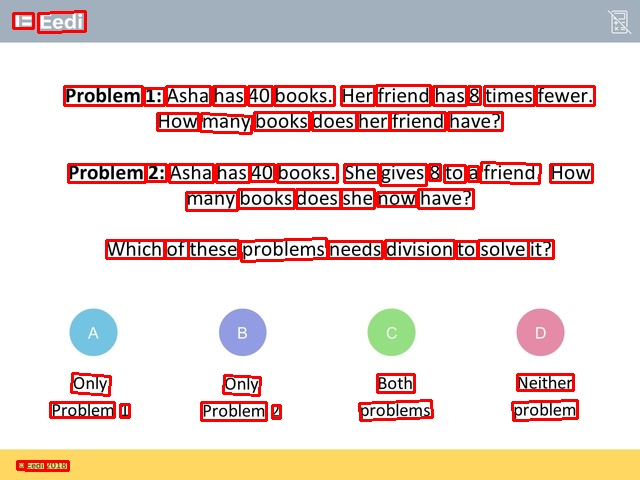 Eedi
Problem 1: Asha has 40 books. Her friend has 8 times fewer.
How many books does her friend have?
Problem 2: Asha has 40 books. She gives 8 to a friend. How
many books does she now have?
Which of these problems needs division to solve it?
A
B
C
D
Only
Problem 1
Only
Problem 2
Both
problems
Neither
problem
© Eedi 2018